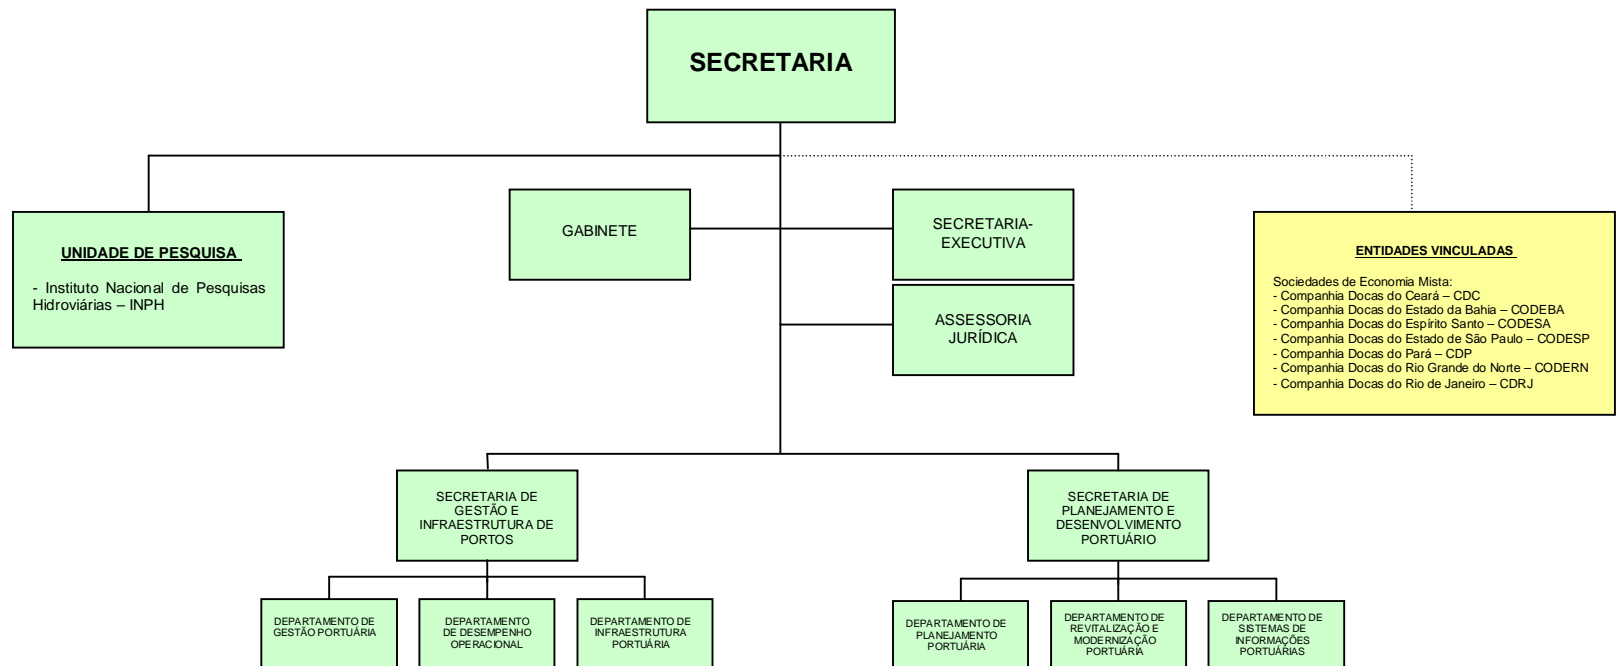 SECRETARIA
GABINETE
SECRETARIA-
EXECUTIVA
ASSESSORIA
JURÍDICA
UNIDADE DE PESQUISA
- Instituto Nacional de Pesquisas
Hidroviárias – INPH
ENTIDADES VINCULADAS
Sociedades de Economia Mista:
- Companhia Docas do Ceará – CDC
- Companhia Docas do Estado da Bahia – CODEBA
- Companhia Docas do Espírito Santo – CODESA
- Companhia Docas do Estado de São Paulo – CODESP
- Companhia Docas do Pará – CDP
- Companhia Docas do Rio Grande do Norte – CODERN
- Companhia Docas do Rio de Janeiro – CDRJ
SECRETARIA DE
GESTÃO E
INFRAESTRUTURA DE
PORTOS
SECRETARIA DE
PLANEJAMENTO E
DESENVOLVIMENTO
PORTUÁRIO
DEPARTAMENTO DE
GESTÃO PORTUÁRIA
DEPARTAMENTO
DE DESEMPENHO
OPERACIONAL
DEPARTAMENTO DE
INFRAESTRUTURA
PORTUÁRIA
DEPARTAMENTO DE
PLANEJAMENTO
PORTUÁRIA
DEPARTAMENTO DE
REVITALIZAÇÃO E
MODERNIZAÇÃO
PORTUÁRIA
DEPARTAMENTO DE
SISTEMAS DE
INFORMAÇÕES
PORTUÁRIAS